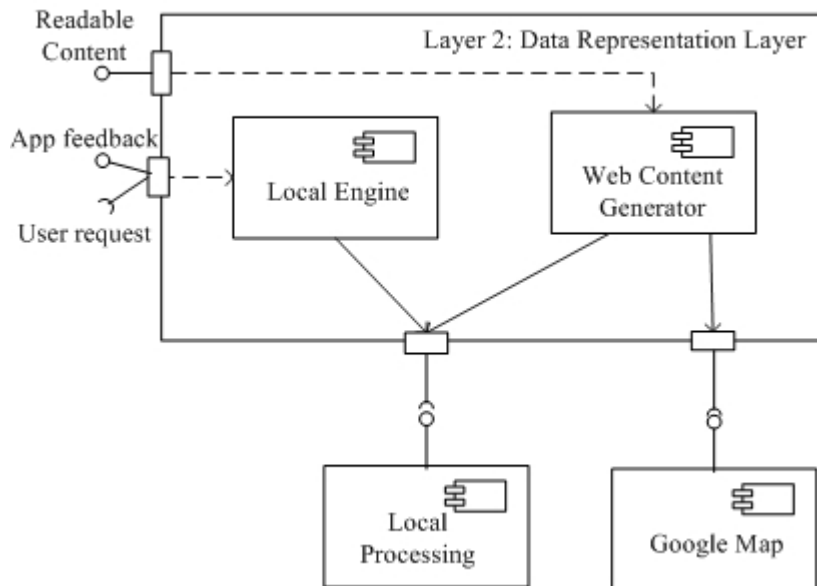 Readable
Content
Layer 2: Data Representation Layer
App feedback
User request
Local Engine
Web Content
Generator
Local
Processing
Google Map